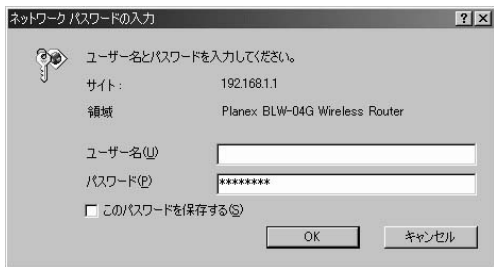 ネットワーク パスワードの入力
ユーザー名とパスワードを入力してください。
サイト: 192.168.1.1
領域 Planex BLW-04G Wireless Router
ユーザー名(U)
パスワード(P) ********
このパスワードを保存する(S)
OK キャンセル